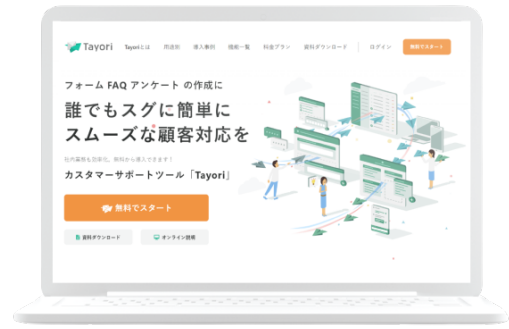 Tayori
Tayoriとは 用途別 導入事例 機能一覧 料金プラン 資料ダウンロード ログイン 無料でスタート
フォーム FAQ アンケート の作成に
誰でもスグに簡単に
スムーズな顧客対応を
社内業務も効率化。無料から導入できます！
カスタマーサポートツール「Tayori」
無料でスタート
資料ダウンロード オンライン説明